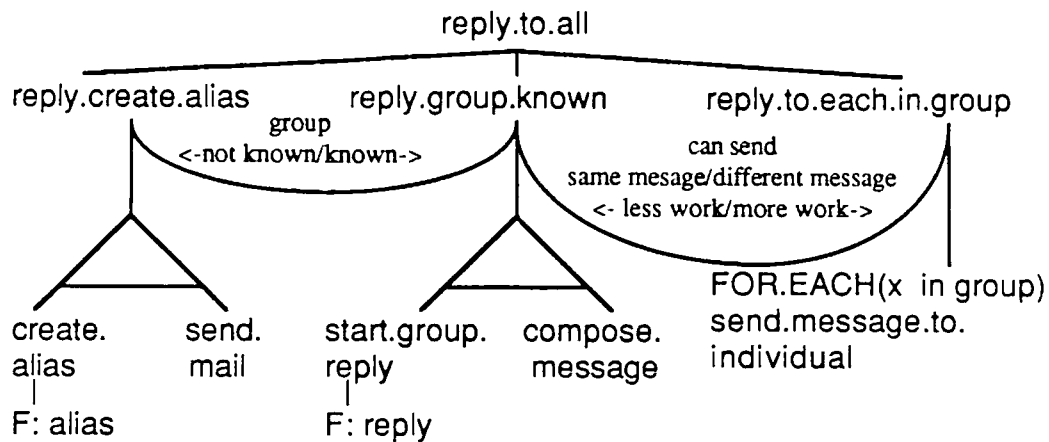 reply.to.all
reply.create.alias
reply.group.known
reply.to.each.in.group
group
<-not known/known->
can send
same mesage/different message
<- less work/more work->
create.
alias
F: alias
send.
mail
start.group.
reply
F: reply
compose.
message
FOR.EACH(x in group)
send.message.to.
individual